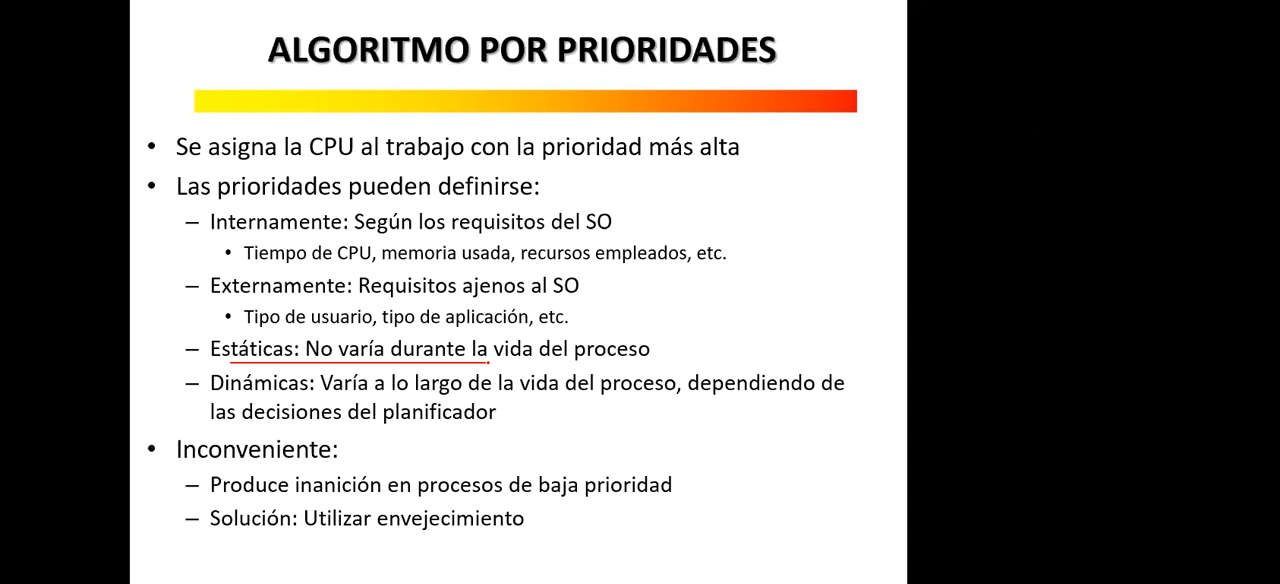 ALGORITMO POR PRIORIDADES
• Se asigna la CPU al trabajo con la prioridad más alta
• Las prioridades pueden definirse:
– Internamente: Según los requisitos del SO
• Tiempo de CPU, memoria usada, recursos empleados, etc.
– Externamente: Requisitos ajenos al SO
• Tipo de usuario, tipo de aplicación, etc.
– Estáticas: No varía durante la vida del proceso
– Dinámicas: Varía a lo largo de la vida del proceso, dependiendo de
las decisiones del planificador
• Inconveniente:
– Produce inanición en procesos de baja prioridad
– Solución: Utilizar envejecimiento